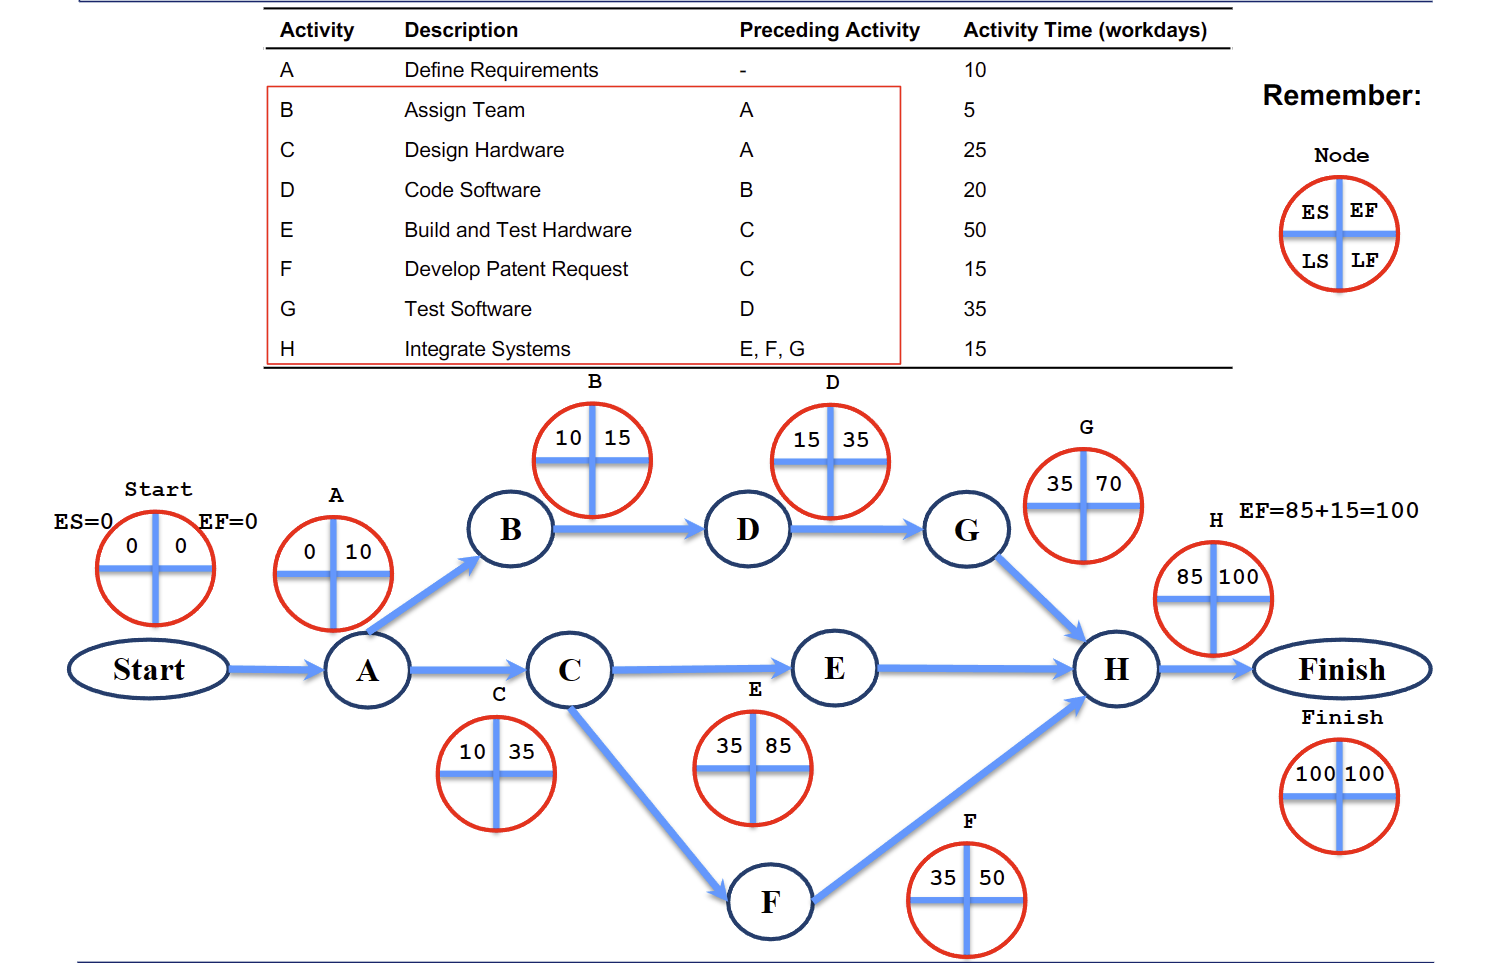 Activity Description Preceding Activity Activity Time (workdays)
A Define Requirements - 10
B Assign Team A 5
C Design Hardware A 25
D Code Software B 20
E Build and Test Hardware C 50
F Develop Patent Request C 15
G Test Software D 35
H Integrate Systems E, F, G 15
Remember:
Node
ES EF
LS LF
B
10 15
D
15 35
G
35 70
Start
ES=0 EF=0
0 0
A
0 10
B D G
H EF=85+15=100
85 100
Start A C E H Finish
C
10 35
E
35 85
Finish
100 100
F
35 50
F